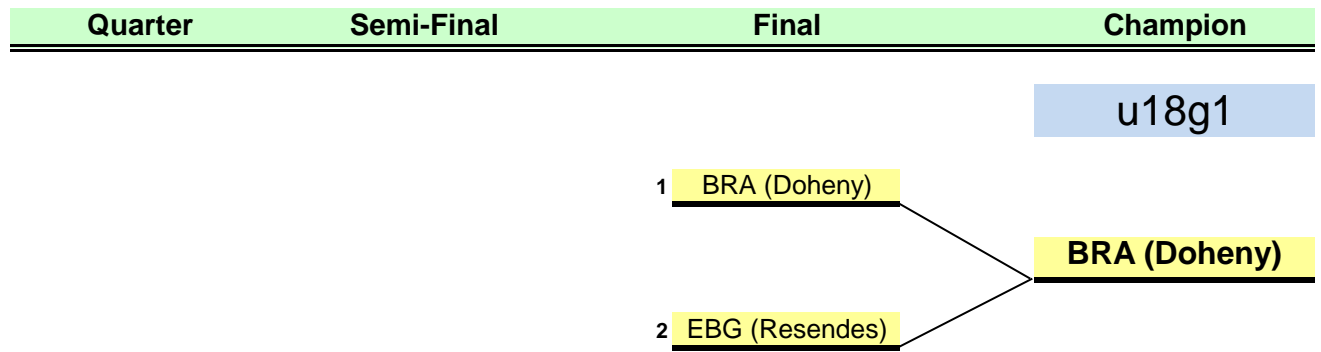 Quarter Semi-Final Final Champion
u18g1
1 BRA (Doheny)
BRA (Doheny)
2 EBG (Resendes)